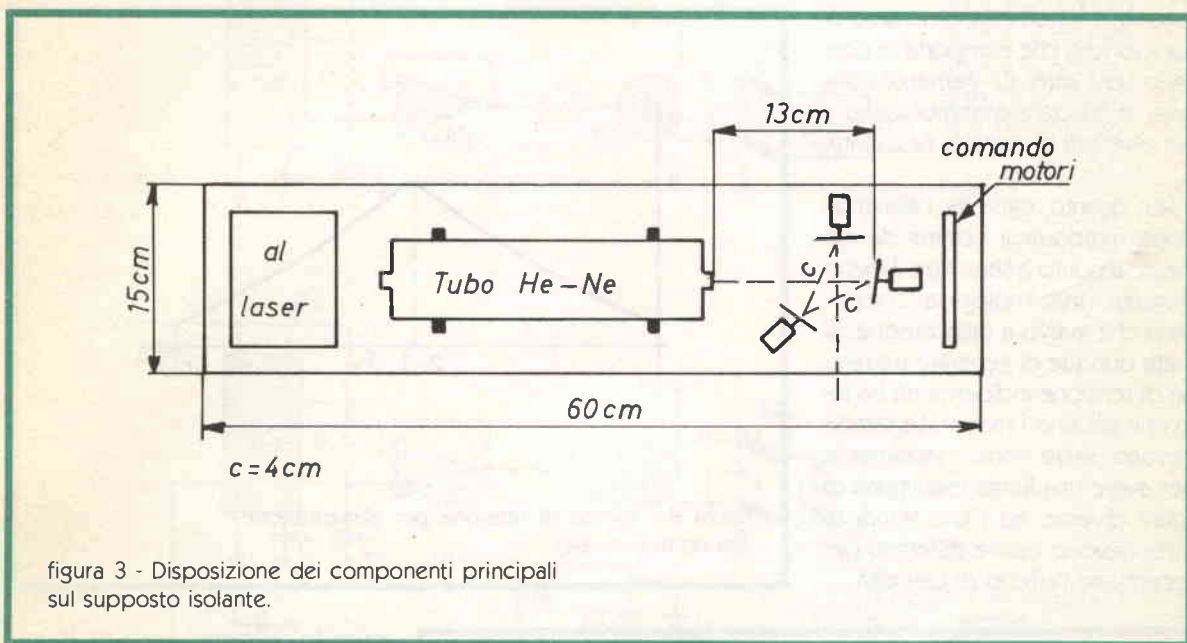 13cm
comando
motori
15cm
al
laser
Tubo He-Ne
c
c
60cm
c=4cm
figura 3 - Disposizione dei componenti principali
sul supposto isolante.